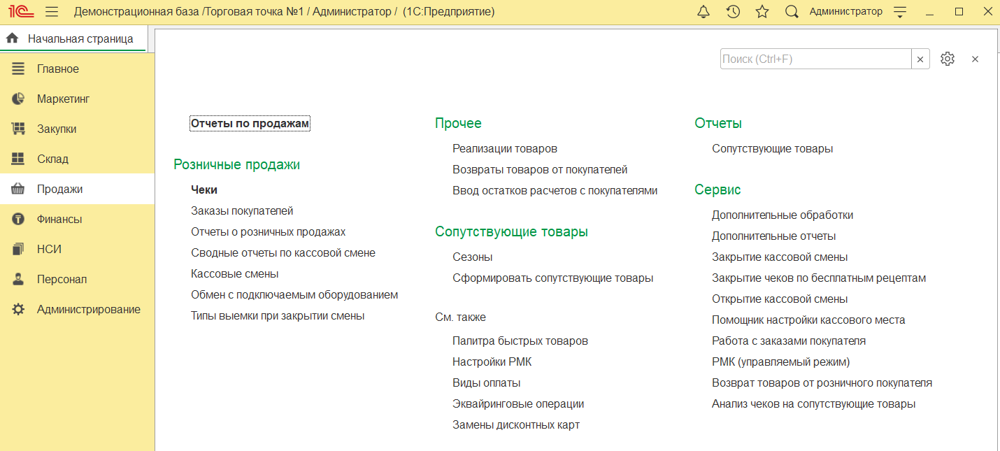 1С Демонстрационная база /Торговая точка №1 / Администратор / (1С:Предприятие) Администратор
Начальная страница
Главное
Маркетинг
Закупки
Склад
Продажи
Финансы
НСИ
Персонал
Администрирование
Поиск (Ctrl+F)
Отчеты по продажам
Розничные продажи
Чеки
Заказы покупателей
Отчеты о розничных продажах
Сводные отчеты по кассовой смене
Кассовые смены
Обмен с подключаемым оборудованием
Типы выемки при закрытии смены
Прочее
Реализации товаров
Возвраты товаров от покупателей
Ввод остатков расчетов с покупателями
Сопутствующие товары
Сезоны
Сформировать сопутствующие товары
См. также
Палитра быстрых товаров
Настройки РМК
Виды оплаты
Эквайринговые операции
Замены дисконтных карт
Отчеты
Сопутствующие товары
Сервис
Дополнительные обработки
Дополнительные отчеты
Закрытие кассовой смены
Закрытие чеков по бесплатным рецептам
Открытие кассовой смены
Помощник настройки кассового места
Работа с заказами покупателя
РМК (управляемый режим)
Возврат товаров от розничного покупателя
Анализ чеков на сопутствующие товары